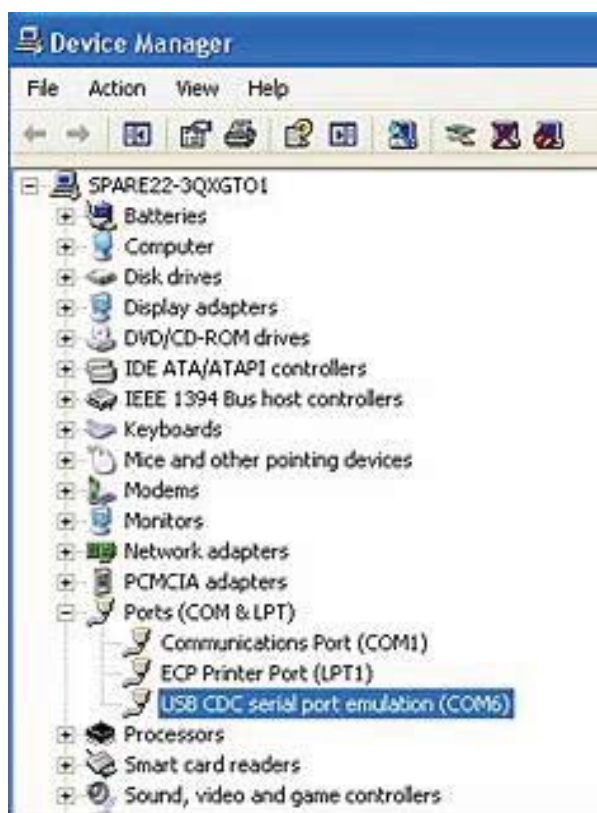 Device Manager
File Action View Help
SPARE22-3QXGTO1
Batteries
Computer
Disk drives
Display adapters
DVD/CD-ROM drives
IDE ATA/ATAPI controllers
IEEE 1394 Bus host controllers
Keyboards
Mice and other pointing devices
Modems
Monitors
Network adapters
PCMCIA adapters
Ports (COM & LPT)
Communications Port (COM1)
ECP Printer Port (LPT1)
USB CDC serial port emulation (COM6)
Processors
Smart card readers
Sound, video and game controllers